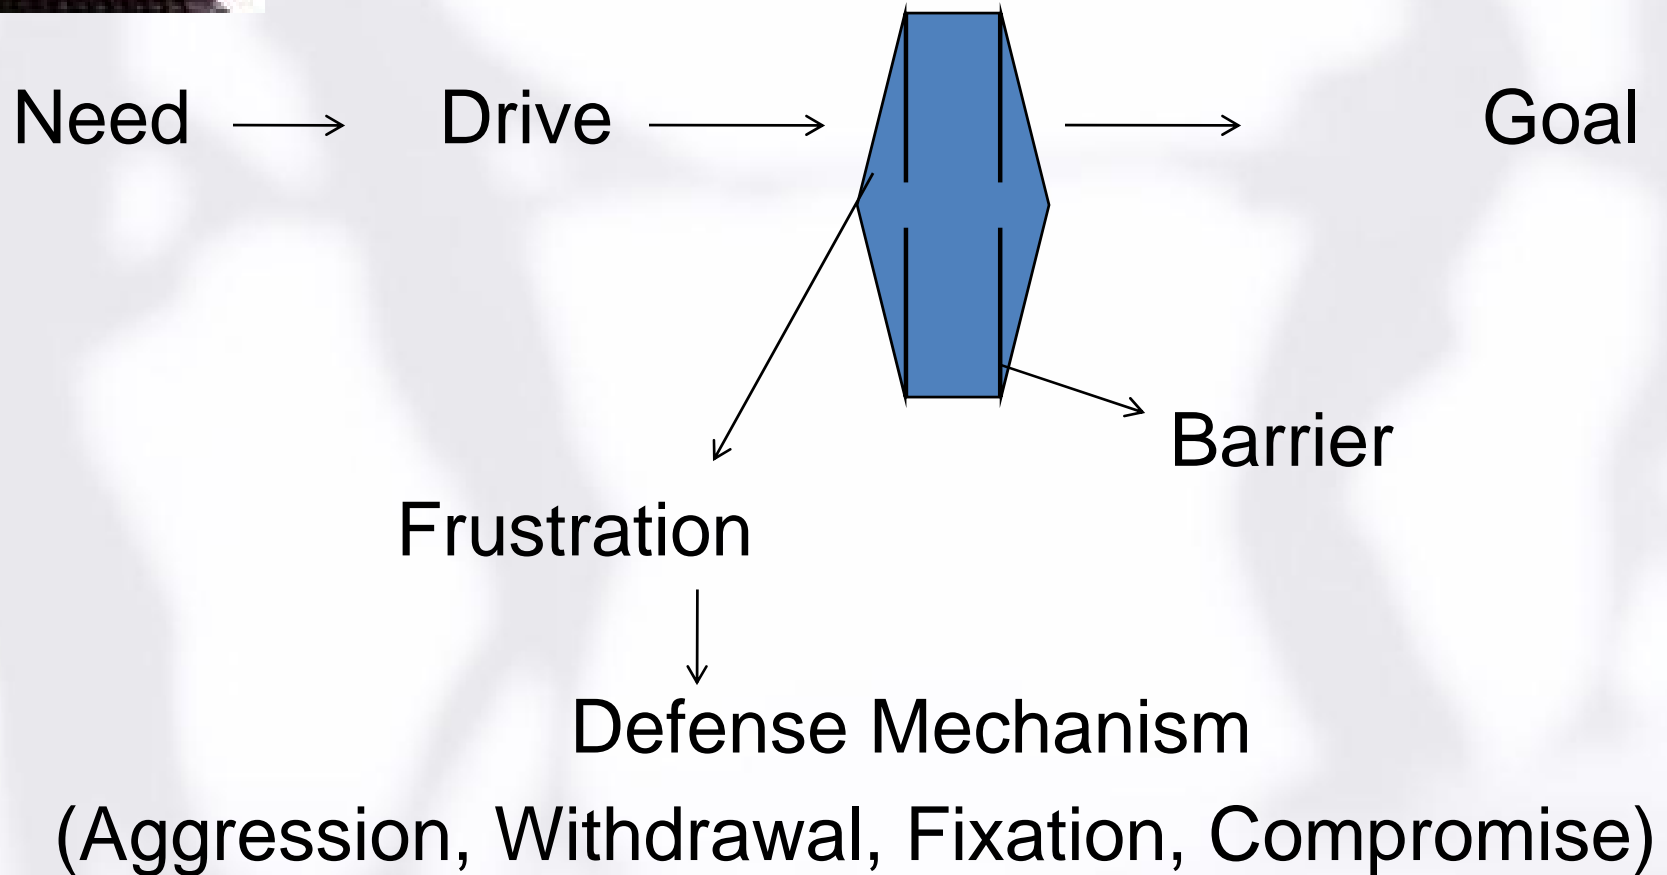 Need Drive Goal
Barrier
Frustration
Defense Mechanism
(Aggression, Withdrawal, Fixation, Compromise)